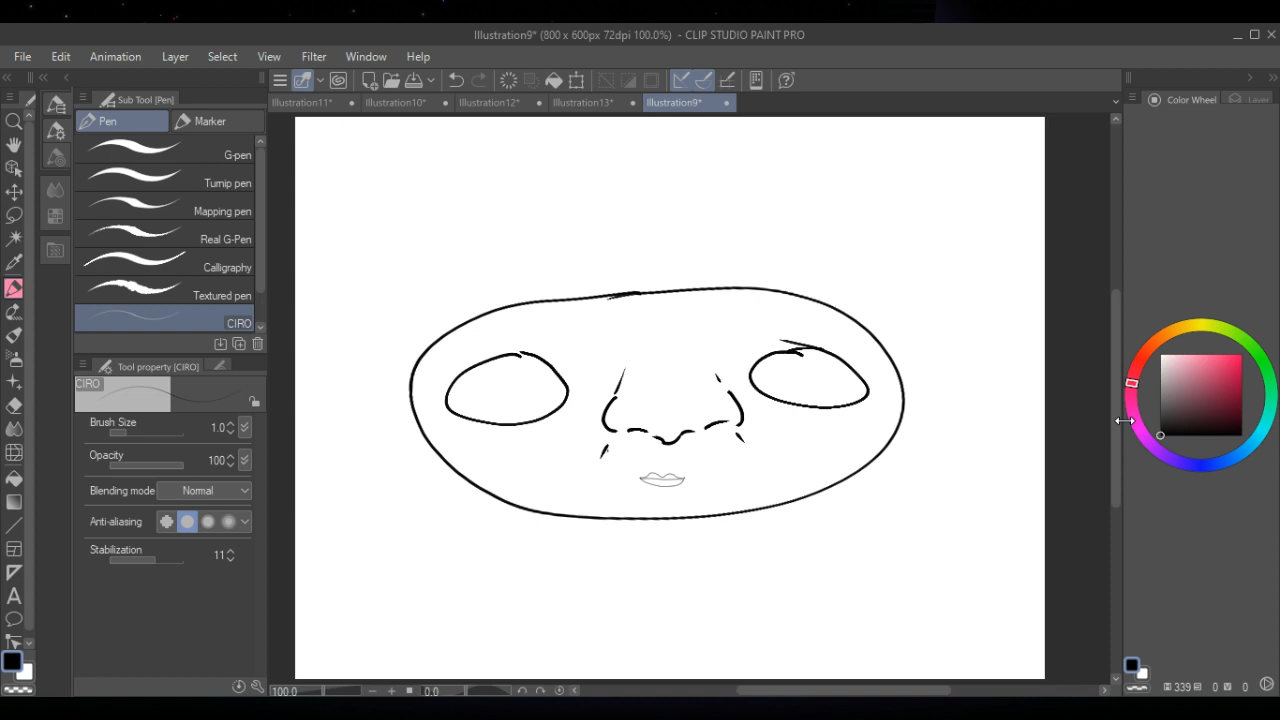 Illustration9* (800 x 600px 72dpi 100.0%) - CLIP STUDIO PAINT PRO
File Edit Animation Layer Select View Filter Window Help
Sub Tool [Pen]
Illustration11* Illustration10* Illustration12* Illustration13* Illustration9*
Color Wheel Layer
Pen Marker
G-pen
Turnip pen
Mapping pen
Real G-Pen
Calligraphy
Textured pen
CIRO
Tool property [CIRO]
CIRO
Brush Size 1.0
Opacity 100
Blending mode Normal
Anti-aliasing
Stabilization 11
100.0 0.0
339 0 0